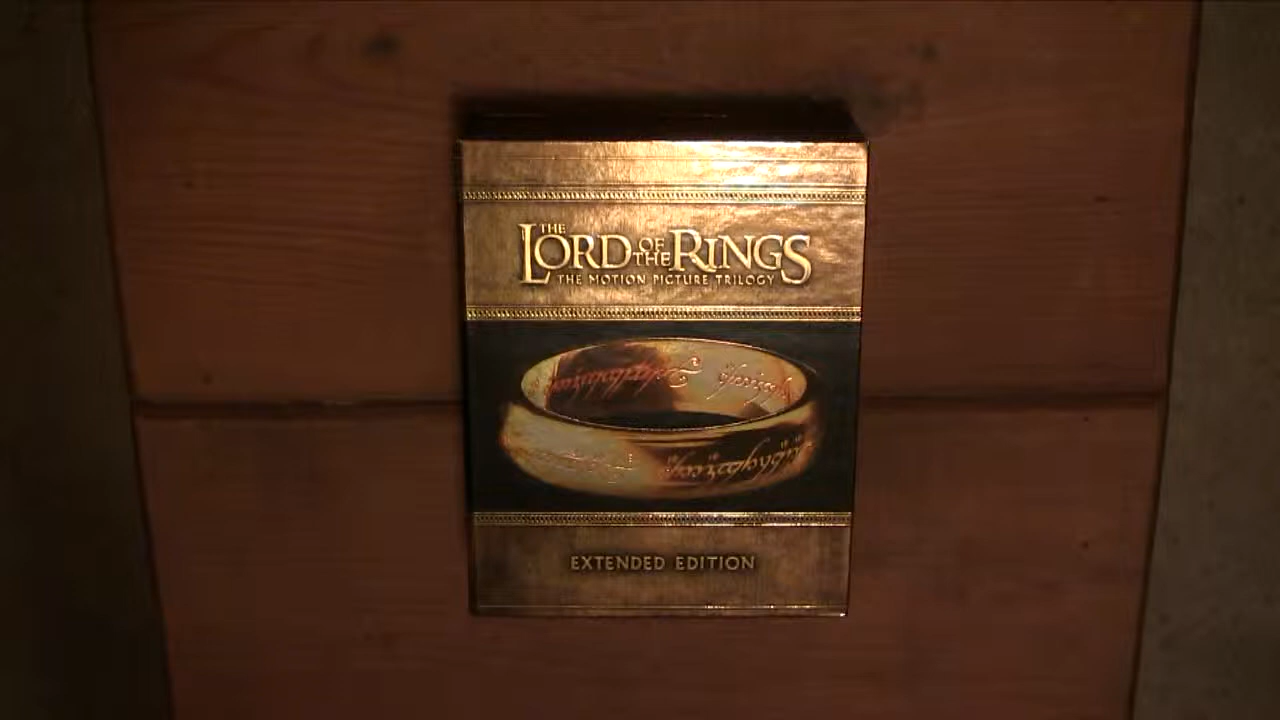 THE LORD OF THE RINGS
THE MOTION PICTURE TRILOGY
EXTENDED EDITION